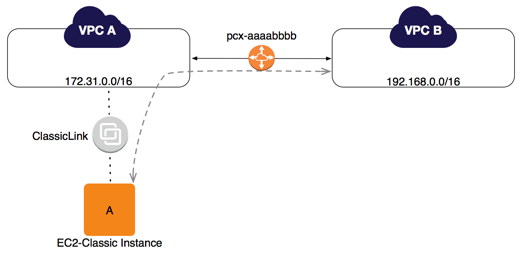 VPC A
pcx-aaaabbbb
VPC B
172.31.0.0/16
192.168.0.0/16
ClassicLink
A
EC2-Classic Instance